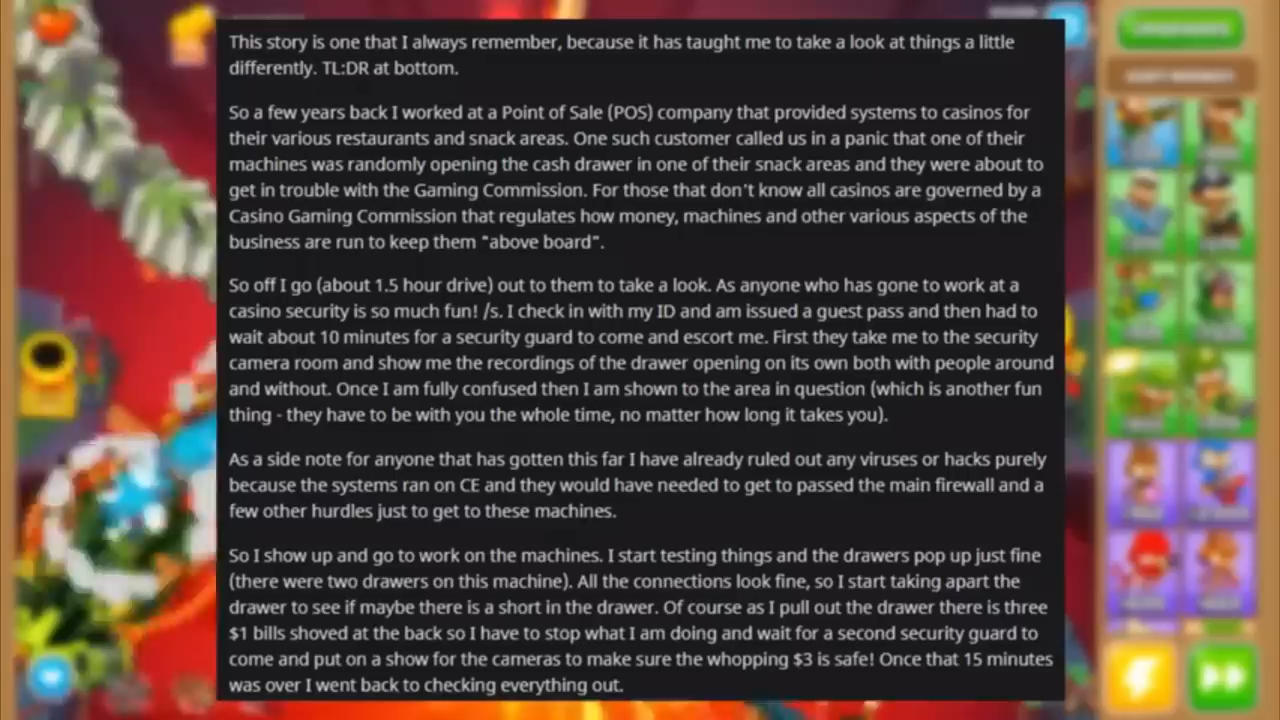 This story is one that I always remember, because it has taught me to take a look at things a little
differently. TL:DR at bottom.
So a few years back I worked at a Point of Sale (POS) company that provided systems to casinos for
their various restaurants and snack areas. One such customer called us in a panic that one of their
machines was randomly opening the cash drawer in one of their snack areas and they were about to
get in trouble with the Gaming Commission. For those that don't know all casinos are governed by a
Casino Gaming Commission that regulates how money, machines and other various aspects of the
business are run to keep them "above board".
So off I go (about 1.5 hour drive) out to them to take a look. As anyone who has gone to work at a
casino security is so much fun! /s. I check in with my ID and am issued a guest pass and then had to
wait about 10 minutes for a security guard to come and escort me. First they take me to the security
camera room and show me the recordings of the drawer opening on its own both with people around
and without. Once I am fully confused then I am shown to the area in question (which is another fun
thing - they have to be with you the whole time, no matter how long it takes you).
As a side note for anyone that has gotten this far I have already ruled out any viruses or hacks purely
because the systems ran on CE and they would have needed to get to passed the main firewall and a
few other hurdles just to get to these machines.
So I show up and go to work on the machines. I start testing things and the drawers pop up just fine
(there were two drawers on this machine). All the connections look fine, so I start taking apart the
drawer to see if maybe there is a short in the drawer. Of course as I pull out the drawer there is three
$1 bills shoved at the back so I have to stop what I am doing and wait for a second security guard to
come and put on a show for the cameras to make sure the whopping $3 is safe! Once that 15 minutes
was over I went back to checking everything out.